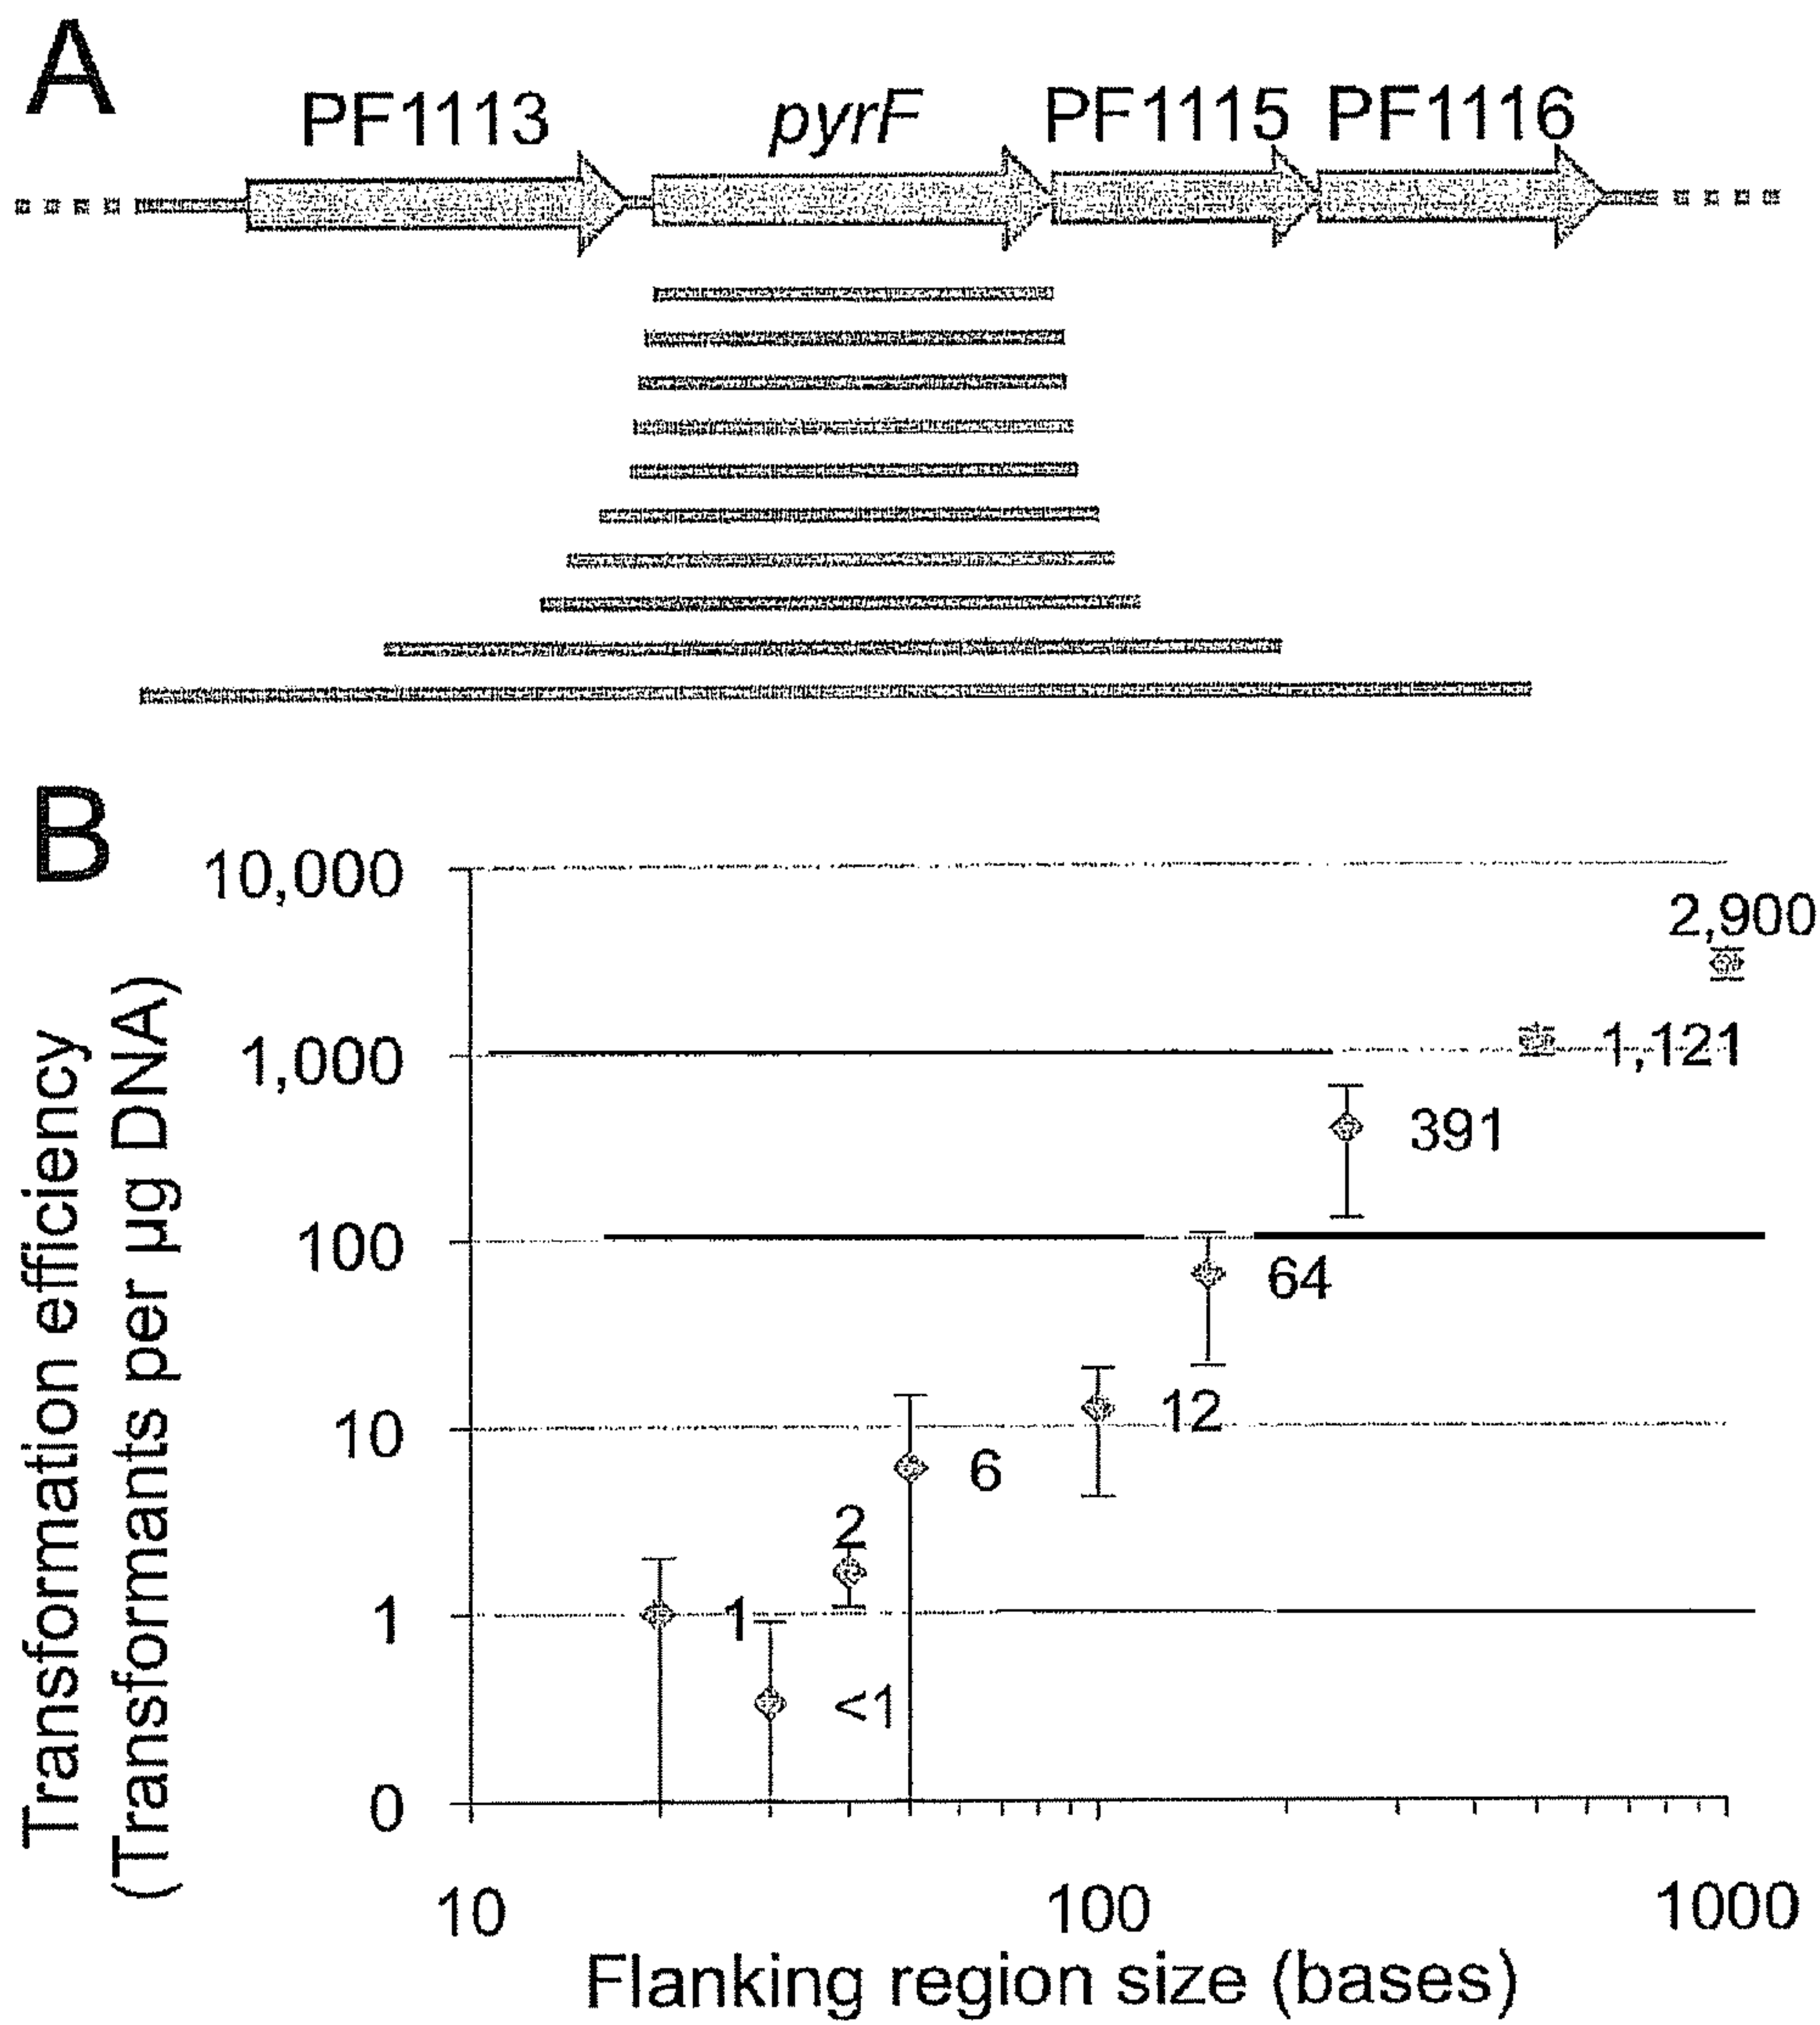 A
PF1113 pyrF PF1115 PF1116
B
10,000
1,000
100
10
1
0
Transformation efficiency
(Transformants per µg DNA)
2,900
1,121
391
64
12
6
2
1
<1
10 100 1000
Flanking region size (bases)